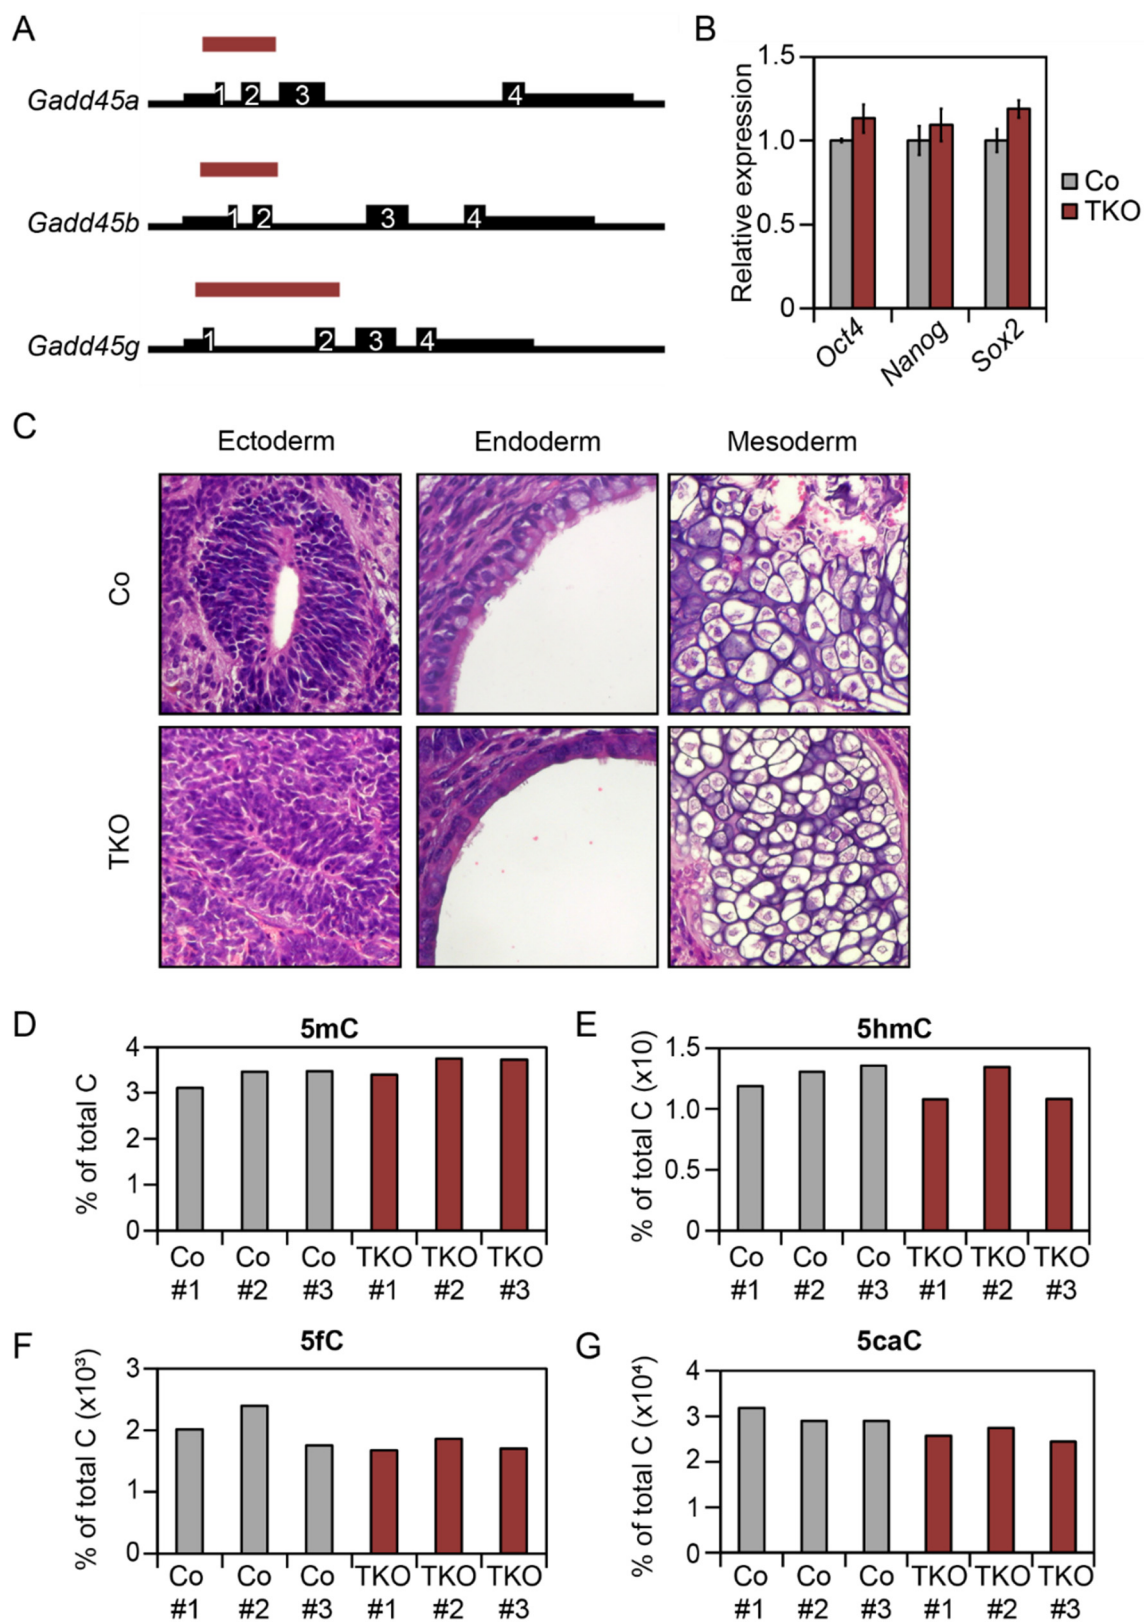 A
Gadd45a
1 2 3 4
Gadd45b
1 2 3 4
Gadd45g
1 2 3 4
B
Relative expression
1.5
1.0
0.5
0
Oct4 Nanog Sox2
Co
TKO
C
Ectoderm Endoderm Mesoderm
Co
TKO
D
5mC
% of total C
4
3
2
1
0
Co Co Co TKO TKO TKO
#1 #2 #3 #1 #2 #3
E
5hmC
% of total C (x10)
1.5
1.0
0.5
0
Co Co Co TKO TKO TKO
#1 #2 #3 #1 #2 #3
F
5fC
% of total C (x10³)
3
2
1
0
Co Co Co TKO TKO TKO
#1 #2 #3 #1 #2 #3
G
5caC
% of total C (x10⁴)
4
3
2
1
0
Co Co Co TKO TKO TKO
#1 #2 #3 #1 #2 #3